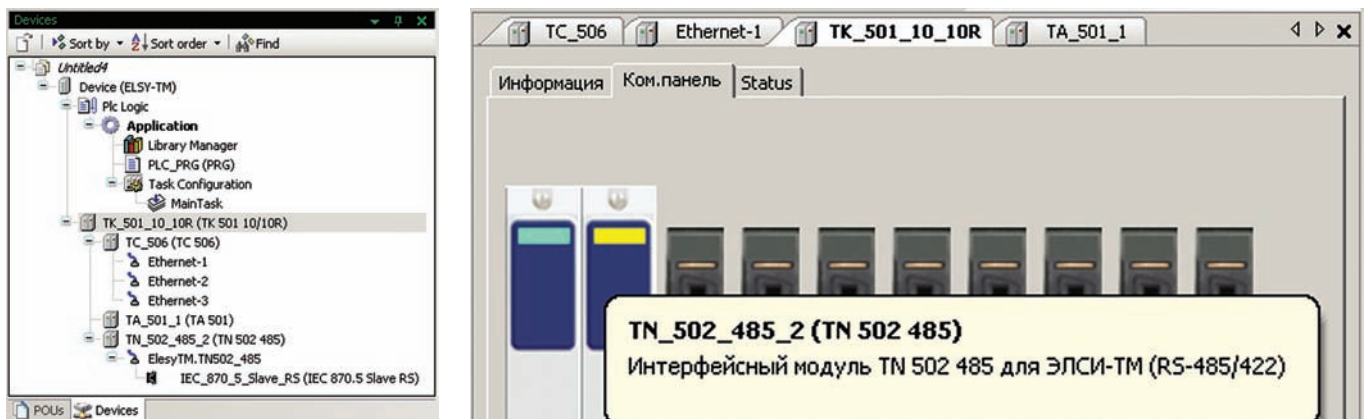 Devices
Sort by Sort order Find
Untitled4
Device (ELSY-TM)
Plc Logic
Application
Library Manager
PLC_PRG (PRG)
Task Configuration
MainTask
TK_501_10_10R (TK 501 10/10R)
TC_506 (TC 506)
Ethernet-1
Ethernet-2
Ethernet-3
TA_501_1 (TA 501)
TN_502_485_2 (TN 502 485)
ElesyTM.TN502_485
IEC_870_5_Slave_RS (IEC 870.5 Slave RS)
POUs Devices
TC_506 Ethernet-1 TK_501_10_10R TA_501_1
Информация Ком.панель Status
TN_502_485_2 (TN 502 485)
Интерфейсный модуль TN 502 485 для ЭЛСИ-ТМ (RS-485/422)